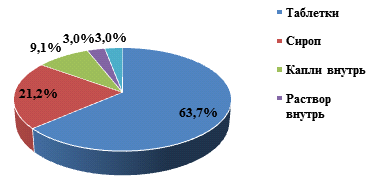 3,0%
3,0%
9,1%
21,2%
63,7%
Таблетки
Сироп
Капли внутрь
Раствор
внутрь